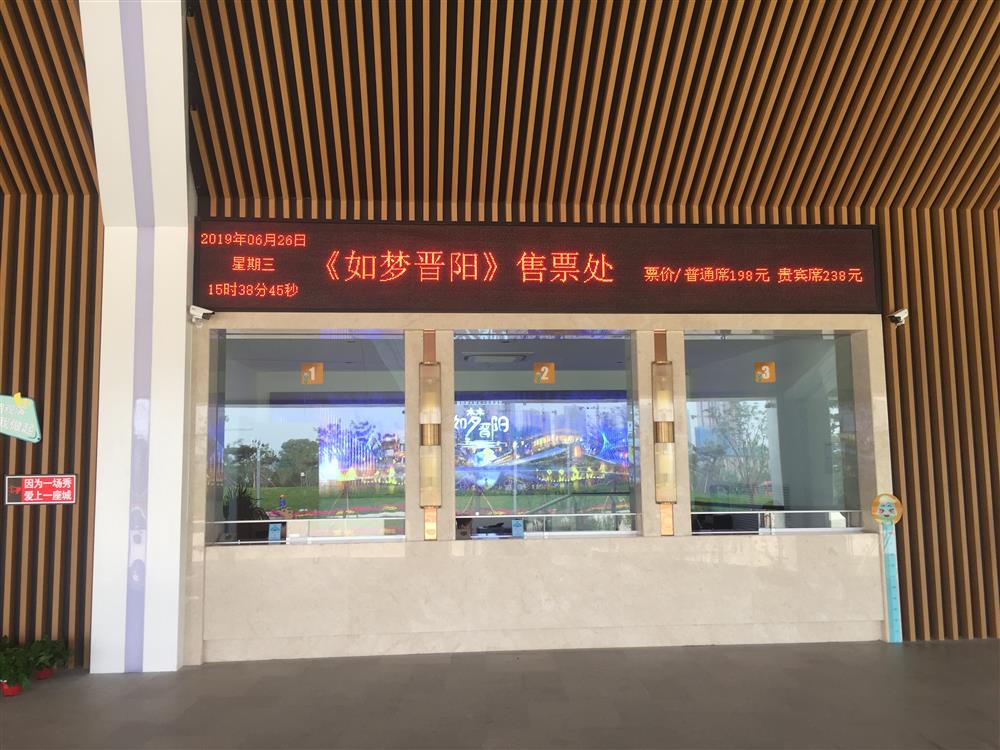 2019年06月26日
星期三
15时38分45秒
《如梦晋阳》售票处
票价/普通席198元 贵宾席238元
1
2
3
如梦
晋阳
因为一场秀
爱上一座城